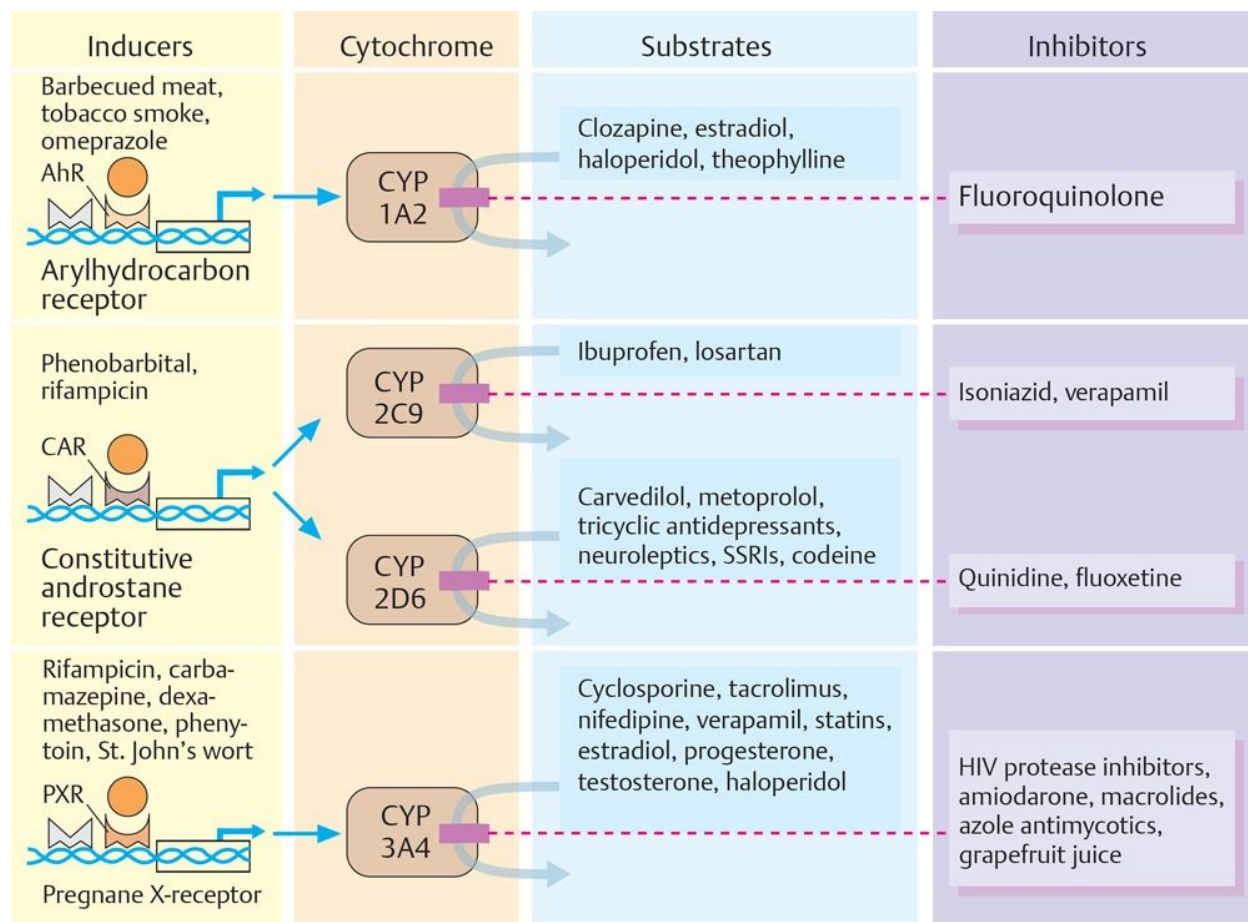 Inducers
Cytochrome
Substrates
Inhibitors
Barbecued meat,
tobacco smoke,
omeprazole
AhR
Arylhydrocarbon
receptor
CYP
1A2
Clozapine, estradiol,
haloperidol, theophylline
Fluoroquinolone
Phenobarbital,
rifampicin
CAR
Constitutive
androstane
receptor
CYP
2C9
Ibuprofen, losartan
Isoniazid, verapamil
CYP
2D6
Carvedilol, metoprolol,
tricyclic antidepressants,
neuroleptics, SSRIs, codeine
Quinidine, fluoxetine
Rifampicin, carba-
mazepine, dexa-
methasone, pheny-
toin, St. John’s wort
PXR
Pregnane X-receptor
CYP
3A4
Cyclosporine, tacrolimus,
nifedipine, verapamil, statins,
estradiol, progesterone,
testosterone, haloperidol
HIV protease inhibitors,
amiodarone, macrolides,
azole antimycotics,
grapefruit juice